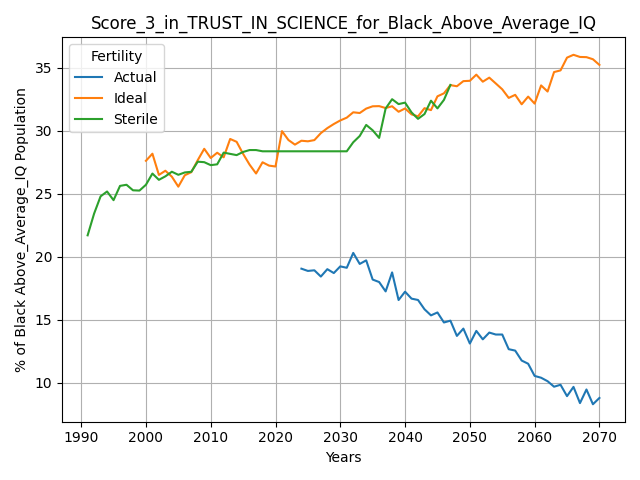 Score_3_in_TRUST_IN_SCIENCE_for_Black_Above_Average_IQ
Fertility
Actual
Ideal
Sterile
% of Black Above_Average_IQ Population
35
30
25
20
15
10
1990 2000 2010 2020 2030 2040 2050 2060 2070
Years